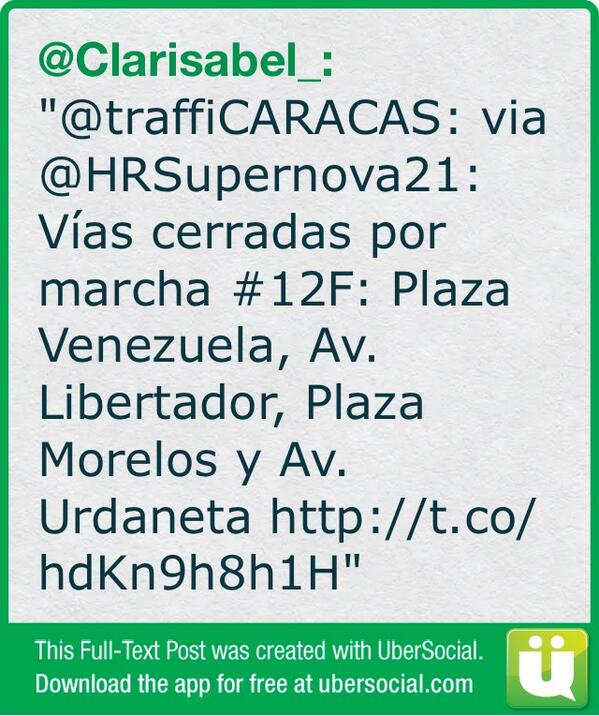 @Clarisabel_:
"@traffiCARACAS: via
@HRSupernova21:
Vías cerradas por
marcha #12F: Plaza
Venezuela, Av.
Libertador, Plaza
Morelos y Av.
Urdaneta http://t.co/
hdKn9h8h1H"
This Full-Text Post was created with UberSocial.
Download the app for free at ubersocial.com
ü